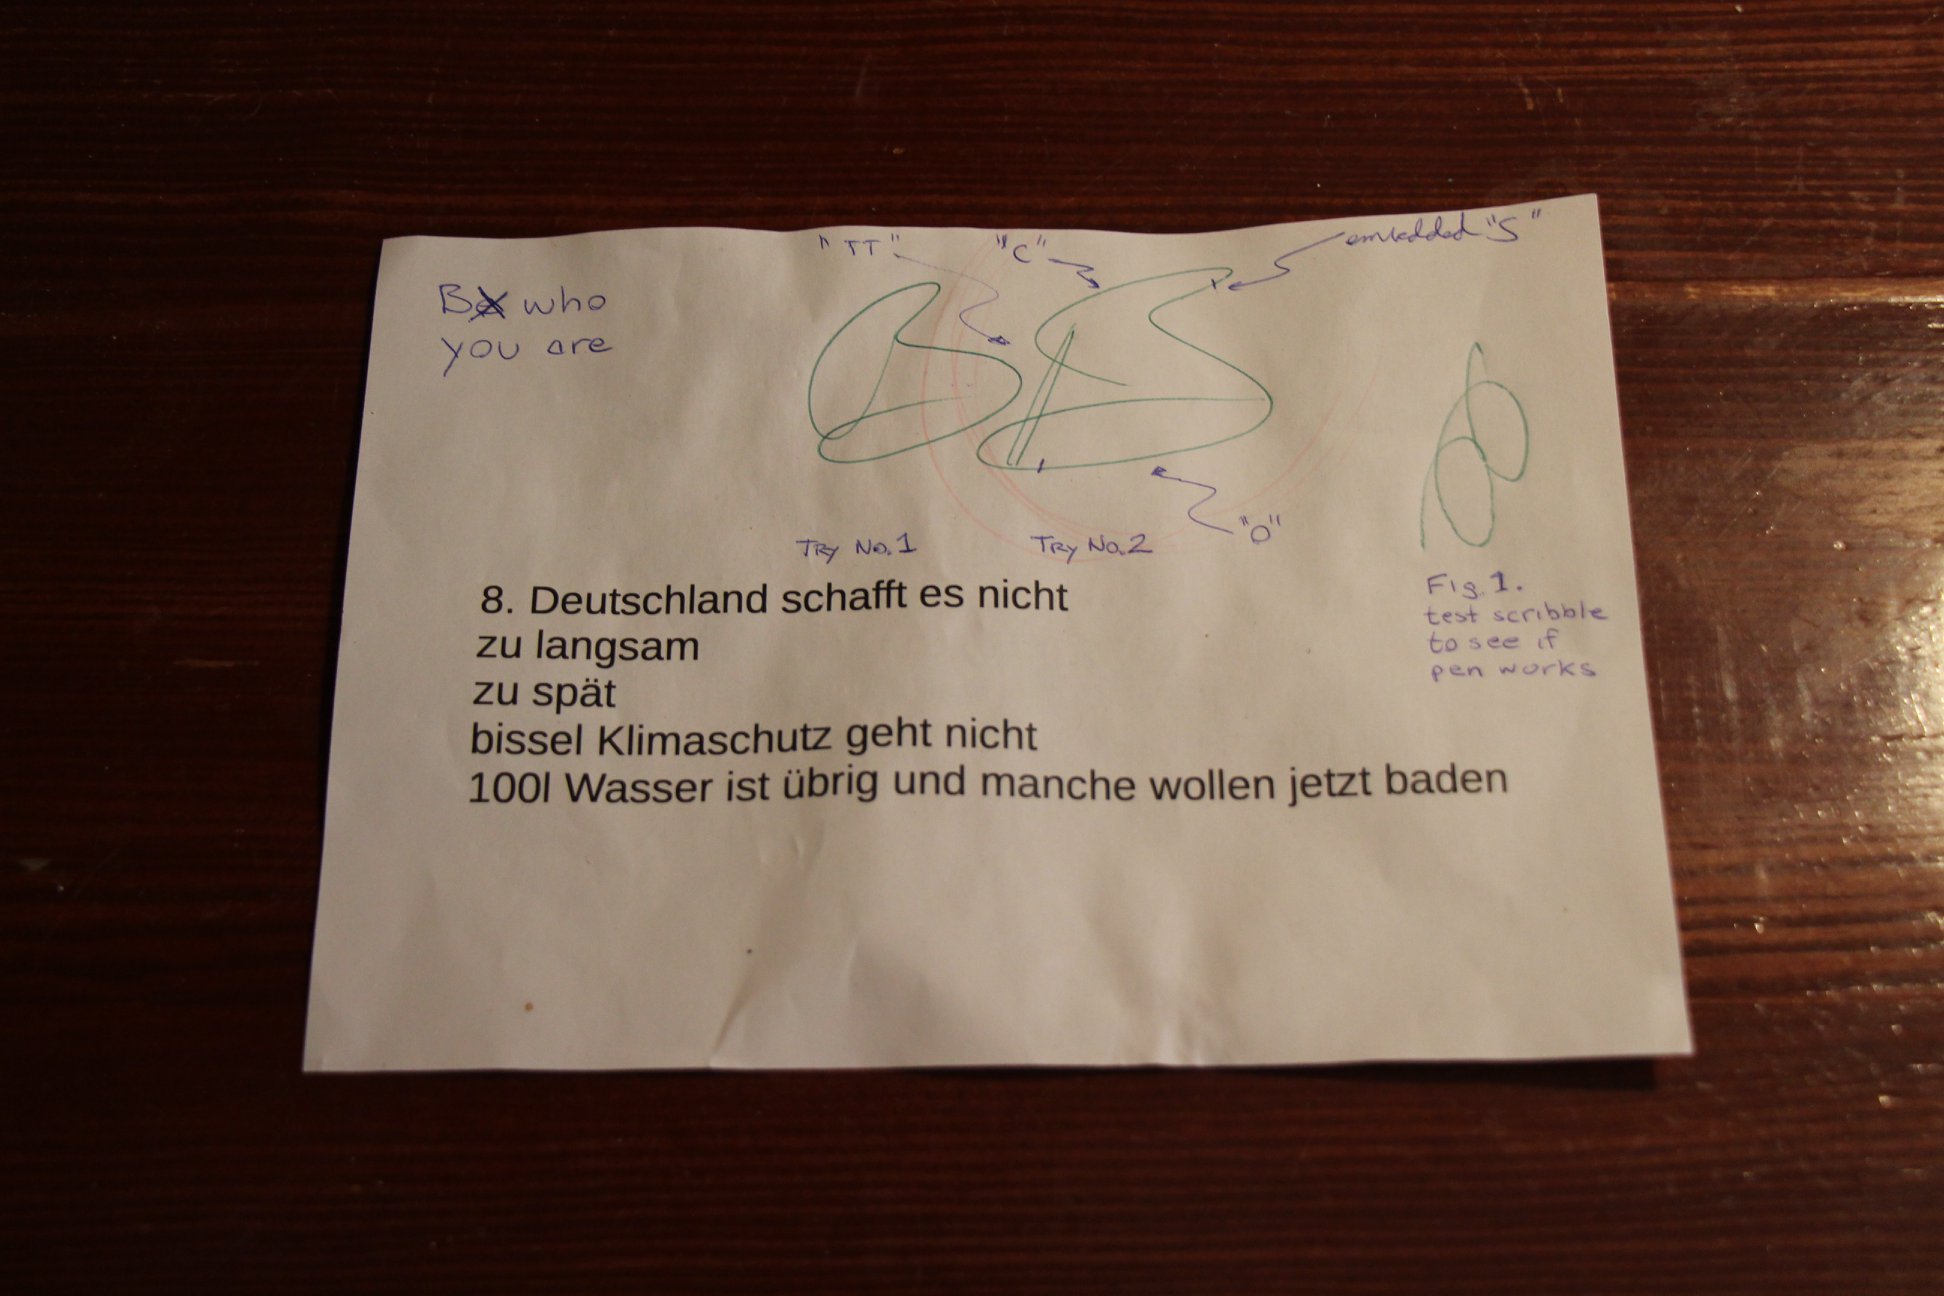 "TT" "C" embedded "S"
Be who
you are
"O"
Try No. 1 Try No. 2
Fig. 1.
test scribble
to see if
pen works
8. Deutschland schafft es nicht
zu langsam
zu spät
bissel Klimaschutz geht nicht
100l Wasser ist übrig und manche wollen jetzt baden